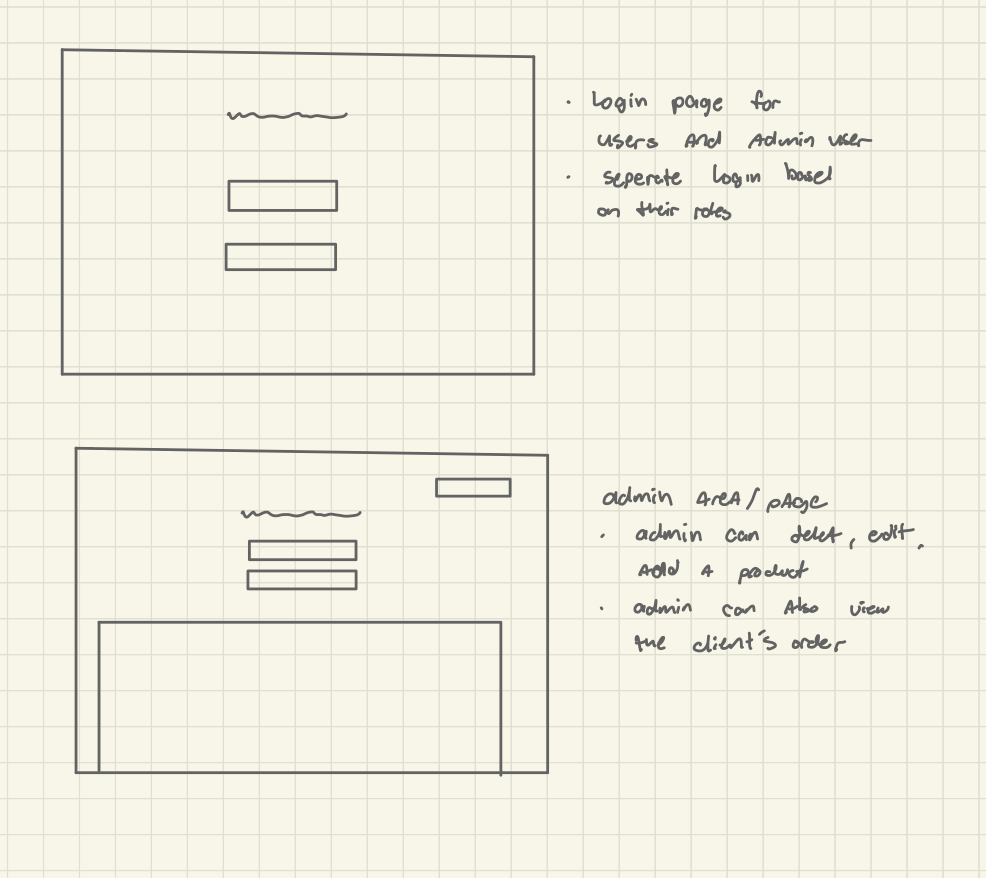 · Login page for
users and Admin user
· seperate login based
on their roles
admin AreA/pAge
· admin can delet, edit,
Add A product
· admin can Also view
the client's order